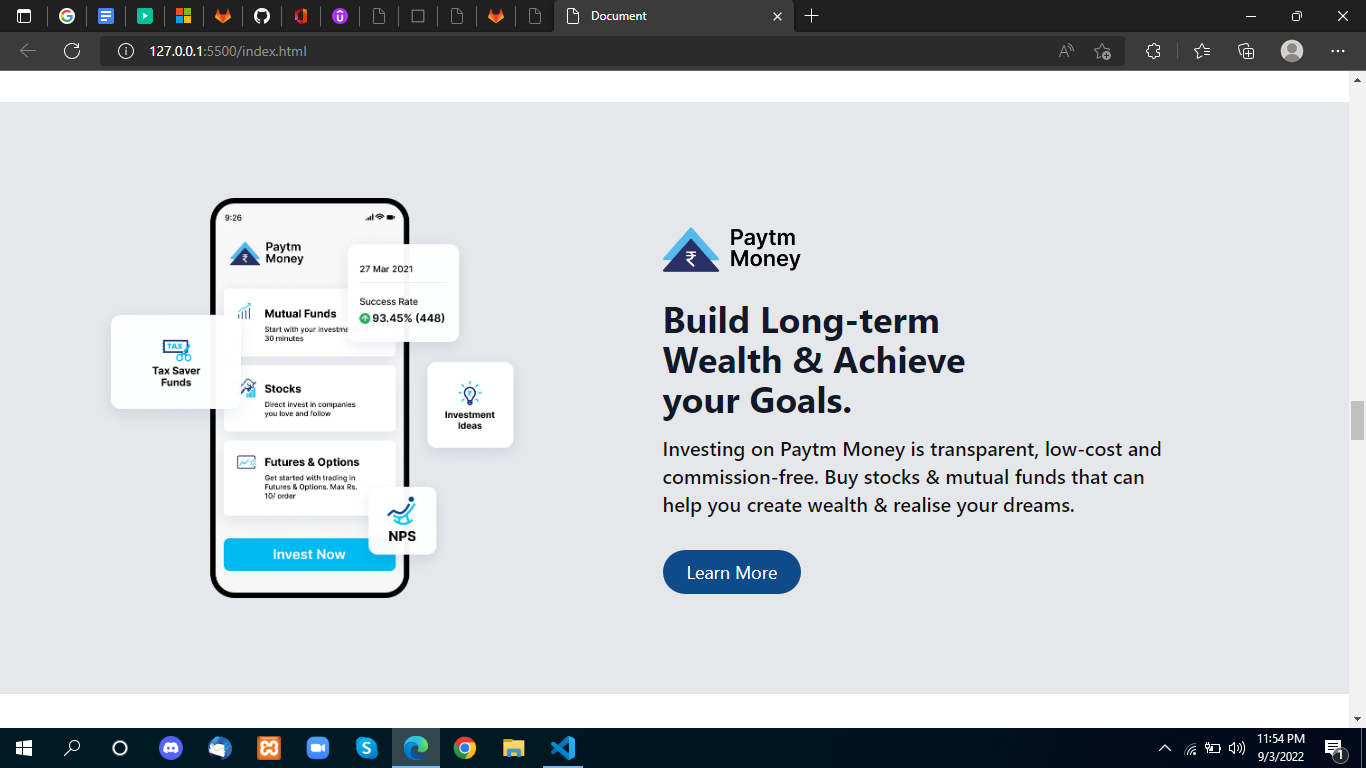 Document
127.0.0.1:5500/index.html
9:26
Paytm
Money
27 Mar 2021
Success Rate
93.45% (448)
Mutual Funds
Start with your investme
30 minutes
TAX
Tax Saver
Funds
Stocks
Direct invest in companies
you love and follow
Investment
Ideas
Futures & Options
Get started with trading in
Futures & Options. Max Rs.
10/ order
NPS
Invest Now
Paytm
Money
Build Long-term
Wealth & Achieve
your Goals.
Investing on Paytm Money is transparent, low-cost and
commission-free. Buy stocks & mutual funds that can
help you create wealth & realise your dreams.
Learn More
11:54 PM
9/3/2022
1